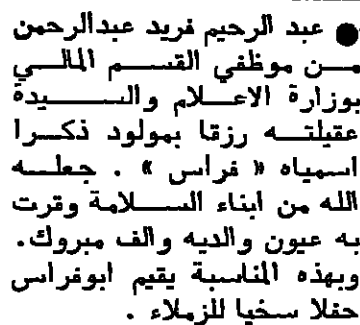 ● عبد الرحيم فريد عبدالرحمن
من موظفي القسم المالي
بوزارة الاعلام والسيدة
عقيلته رزقا بمولود ذكرا
اسمياه « فراس » . جعله
الله من ابناء السلامة وقرت
به عيون والديه والف مبروك.
وبهذه المناسبة يقيم ابوفراس
حفلا سخيا للزملاء .